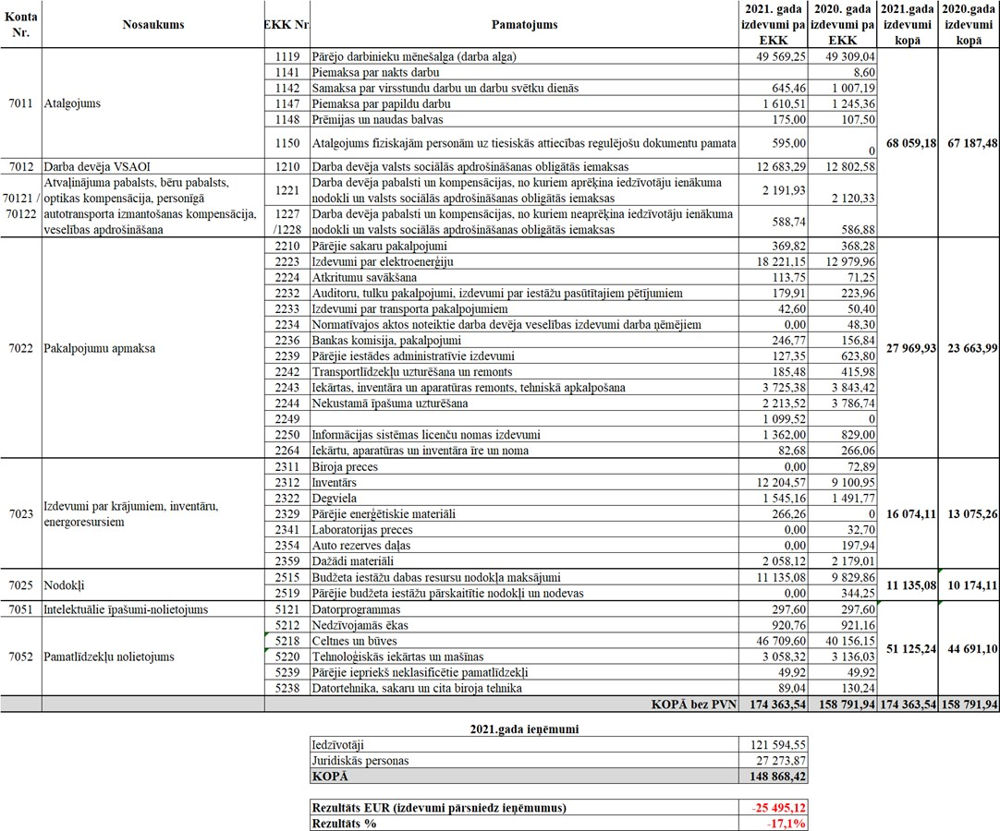 Konta Nr. Nosaukums EKK Nr. Pamatojums 2021. gada izdevumi pa EKK 2020. gada izdevumi pa EKK 2021.gada izdevumi kopā 2020.gada izdevumi kopā
7011 Atalgojums
1119 Pārējo darbinieku mēnešalga (darba alga) 49 569,25 49 309,04
1141 Piemaksa par nakts darbu 8,60
1142 Samaksa par virsstundu darbu un darbu svētku dienās 645,46 1 007,19
1147 Piemaksa par papildu darbu 1 610,51 1 245,36
1148 Prēmijas un naudas balvas 175,00 107,50
1150 Atalgojums fiziskajām personām uz tiesiskās attiecības regulējošu dokumentu pamata 595,00 0
68 059,18 67 187,48
7012 Darba devēja VSAOI 1210 Darba devēja valsts sociālās apdrošināšanas obligātās iemaksas 12 683,29 12 802,58
70121 / 70122
Atvaļinājuma pabalsts, bēru pabalsts,
optikas kompensācija, personīgā
autotransporta izmantošanas kompensācija,
veselības apdrošināšana
1221 Darba devēja pabalsti un kompensācijas, no kuriem aprēķina iedzīvotāju ienākuma
nodokli un valsts sociālās apdrošināšanas obligātās iemaksas 2 191,93 2 120,33
1227 /1228 Darba devēja pabalsti un kompensācijas, no kuriem neaprēķina iedzīvotāju ienākuma
nodokli un valsts sociālās apdrošināšanas obligātās iemaksas 588,74 586,88
7022 Pakalpojumu apmaksa
2210 Pārējie sakaru pakalpojumi 369,82 368,28
2223 Izdevumi par elektroenerģiju 18 221,15 12 979,96
2224 Atkritumu savākšana 113,75 71,25
2232 Auditoru, tulku pakalpojumi, izdevumi par iestāžu pasūtītajiem pētījumiem 179,91 223,96
2233 Izdevumi par transporta pakalpojumiem 42,60 50,40
2234 Normatīvajos aktos noteiktie darba devēja veselības izdevumi darba ņēmējiem 0,00 48,30
2236 Bankas komisija, pakalpojumi 246,77 156,84
27 969,93 23 663,99
2239 Pārējie iestādes administratīvie izdevumi 127,35 623,80
2242 Transportlīdzekļu uzturēšana un remonts 185,48 415,98
2243 Iekārtas, inventāra un aparatūras remonts, tehniskā apkalpošana 3 725,38 3 843,42
2244 Nekustamā īpašuma uzturēšana 2 213,52 3 786,74
2249 1 099,52 0
2250 Informācijas sistēmas licenču nomas izdevumi 1 362,00 829,00
2264 Iekārtu, aparatūras un inventāra īre un noma 82,68 266,06
7023 Izdevumi par krājumiem, inventāru,
energoresursiem
2311 Biroja preces 0,00 72,89
2312 Inventārs 12 204,57 9 100,95
2322 Degviela 1 545,16 1 491,77
2329 Pārējie enerģētiskie materiāli 266,26 0
16 074,11 13 075,26
2341 Laboratorijas preces 0,00 32,70
2354 Auto rezerves daļas 0,00 197,94
2359 Dažādi materiāli 2 058,12 2 179,01
7025 Nodokļi
2515 Budžeta iestāžu dabas resursu nodokļa maksājumi 11 135,08 9 829,86
2519 Pārējie budžeta iestāžu pārskaitītie nodokļi un nodevas 0,00 344,25
11 135,08 10 174,11
7051 Intelektuālie īpašumi-nolietojums 5121 Datorprogrammas 297,60 297,60
7052 Pamatlīdzekļu nolietojums
5212 Nedzīvojamās ēkas 920,76 921,16
5218 Celtnes un būves 46 709,60 40 156,15
51 125,24 44 691,10
5220 Tehnoloģiskās iekārtas un mašīnas 3 058,32 3 136,03
5239 Pārējie iepriekš neklasificētie pamatlīdzekļi 49,92 49,92
5238 Datortehnika, sakaru un cita biroja tehnika 89,04 130,24
KOPĀ bez PVN 174 363,54 158 791,94 174 363,54 158 791,94
2021.gada ieņēmumi
Iedzīvotāji 121 594,55
Juridiskās personas 27 273,87
KOPĀ 148 868,42
Rezultāts EUR (izdevumi pārsniedz ieņēmumus) -25 495,12
Rezultāts % -17,1%